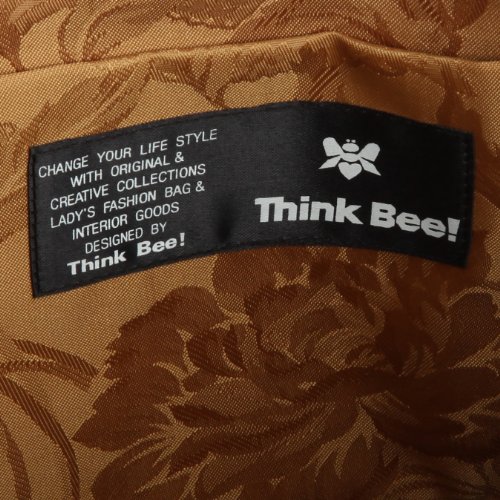 CHANGE YOUR LIFE STYLE
WITH ORIGINAL &
CREATIVE COLLECTIONS
LADY'S FASHION BAG &
INTERIOR GOODS
DESIGNED BY
Think Bee!
Think Bee!